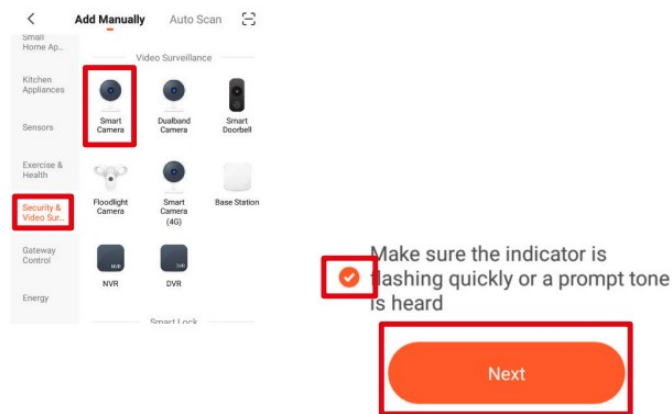 Add Manually
Auto Scan
Small
Home Ap...
Kitchen
Appliances
Sensors
Exercise &
Health
Security &
Video Sur...
Gateway
Control
Energy
Video Surveillance
Smart
Camera
Dualband
Camera
Smart
Doorbell
Floodlight
Camera
Smart
Camera
(4G)
Base Station
NVR
NVR
DVR
Smart Lock
Make sure the indicator is
flashing quickly or a prompt tone
is heard
Next